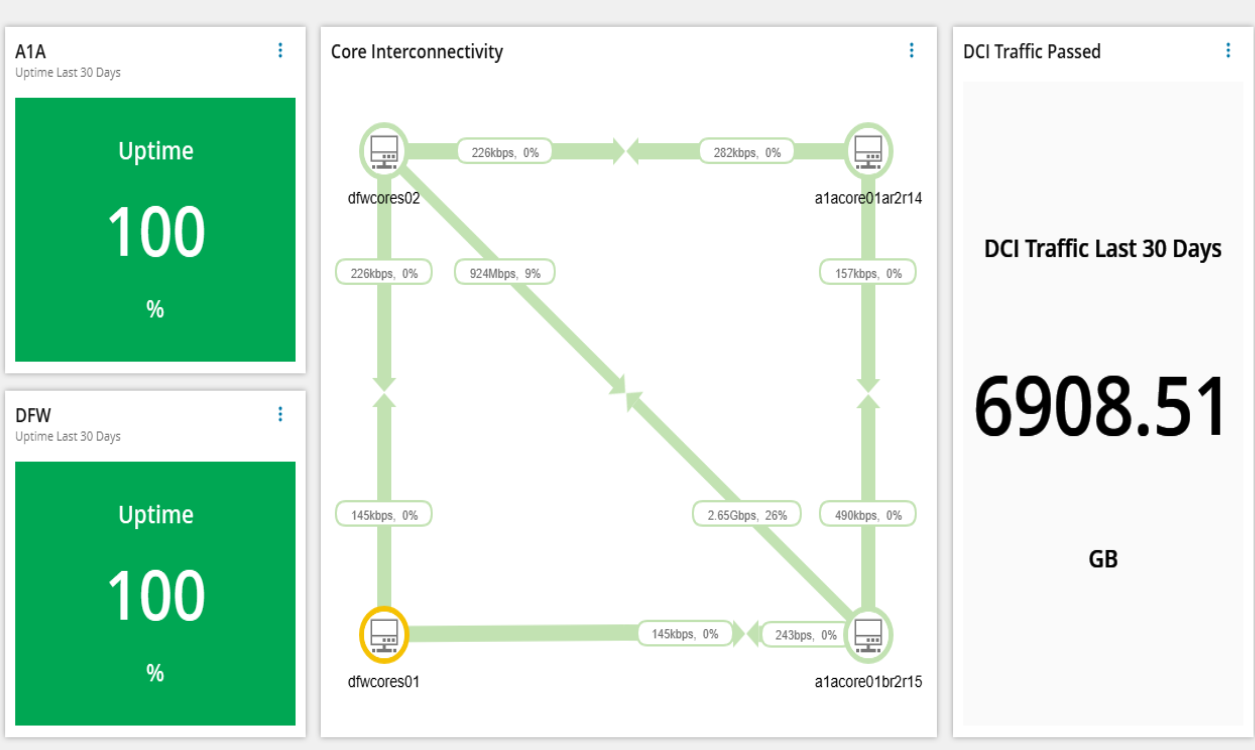 A1A
Uptime Last 30 Days
Uptime
100
%
DFW
Uptime Last 30 Days
Uptime
100
%
Core Interconnectivity
226kbps, 0%
282kbps, 0%
dfwcores02
a1acore01ar2r14
226kbps, 0%
924Mbps, 9%
157kbps, 0%
145kbps, 0%
2.65Gbps, 26%
490kbps, 0%
145kbps, 0%
243bps, 0%
dfwcores01
a1acore01br2r15
DCI Traffic Passed
DCI Traffic Last 30 Days
6908.51
GB